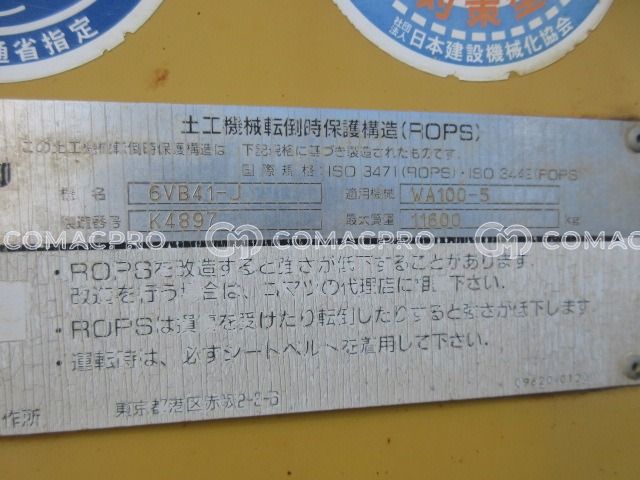 通省指定
対策型
社団法人 日本建設機械化協会
土工機械転倒時保護構造(ROPS)
この土工機械転倒時保護構造は 下記規格に基づき製造されたものです。
国際規格:ISO 3471(ROPS)・ISO 3449(FOPS)
機名 6VB41-J 適用機械 WA100-5
製造番号 K4897 最大質量 11600 kg
COMACPRO COMACPRO COMACPRO
・ROPSを改造すると強さが低下することがあります。
改造を行う場合は、コマツの代理店に相談下さい。
・ROPSは損傷を受けたり転倒したりすると強さが低下します
・運転時は、必ずシートベルトを着用して下さい。
作所 東京都港区赤坂2-3-6